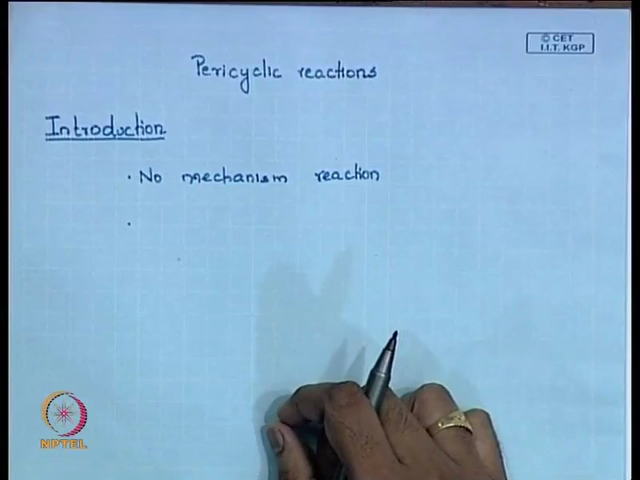 © CET
I.I.T. KGP
Pericyclic reactions
Introduction
· No mechanism reaction
·
NPTEL